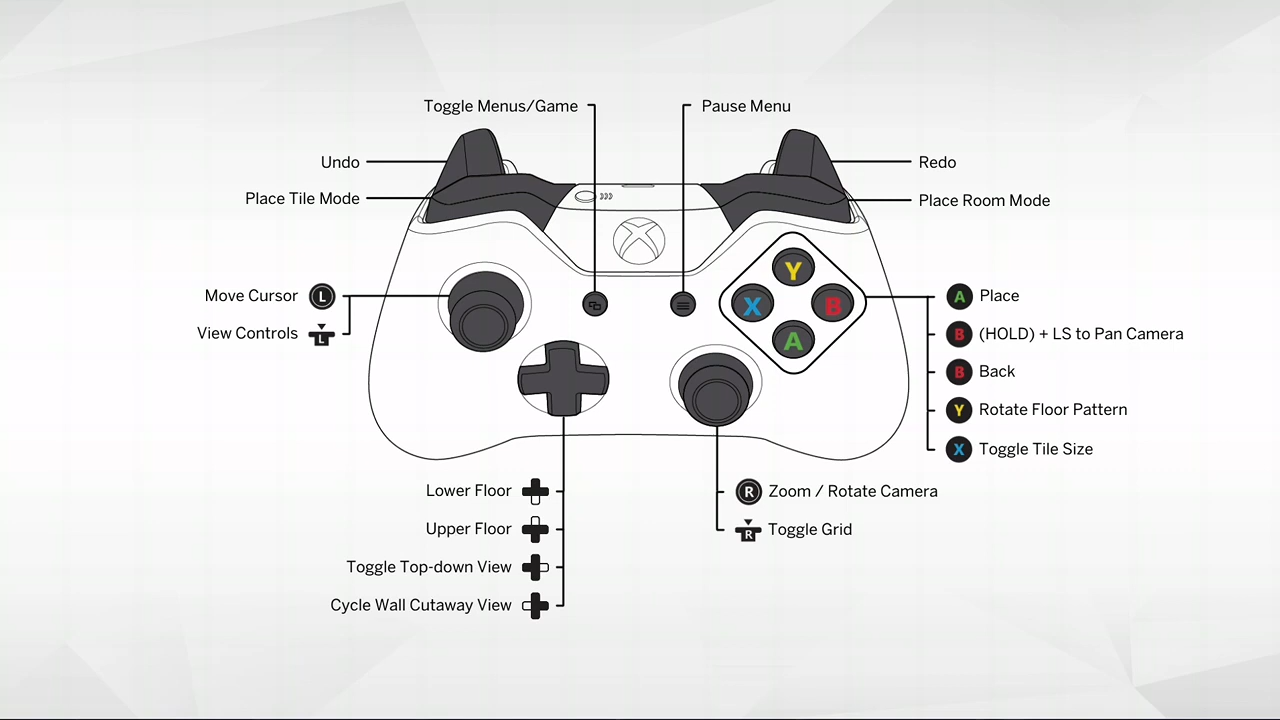 Toggle Menus/Game
Pause Menu
Undo
Redo
Place Tile Mode
Place Room Mode
Y
X
B
A
Move Cursor L
View Controls L
A Place
B (HOLD) + LS to Pan Camera
B Back
Y Rotate Floor Pattern
X Toggle Tile Size
Lower Floor
Upper Floor
Toggle Top-down View
Cycle Wall Cutaway View
R Zoom / Rotate Camera
R Toggle Grid